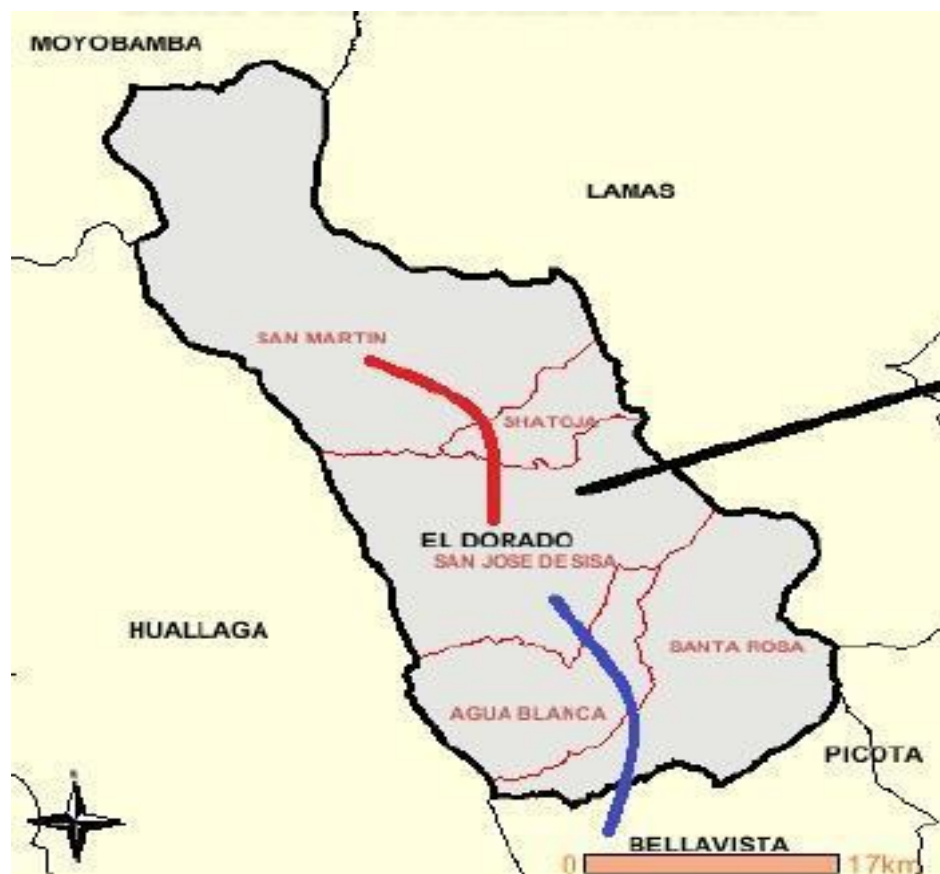 MOYOBAMBA
LAMAS
SAN MARTIN
SHATOJA
EL DORADO
SAN JOSE DE SISA
HUALLAGA
SANTA ROSA
AGUA BLANCA
PICOTA
BELLAVISTA
0 17km